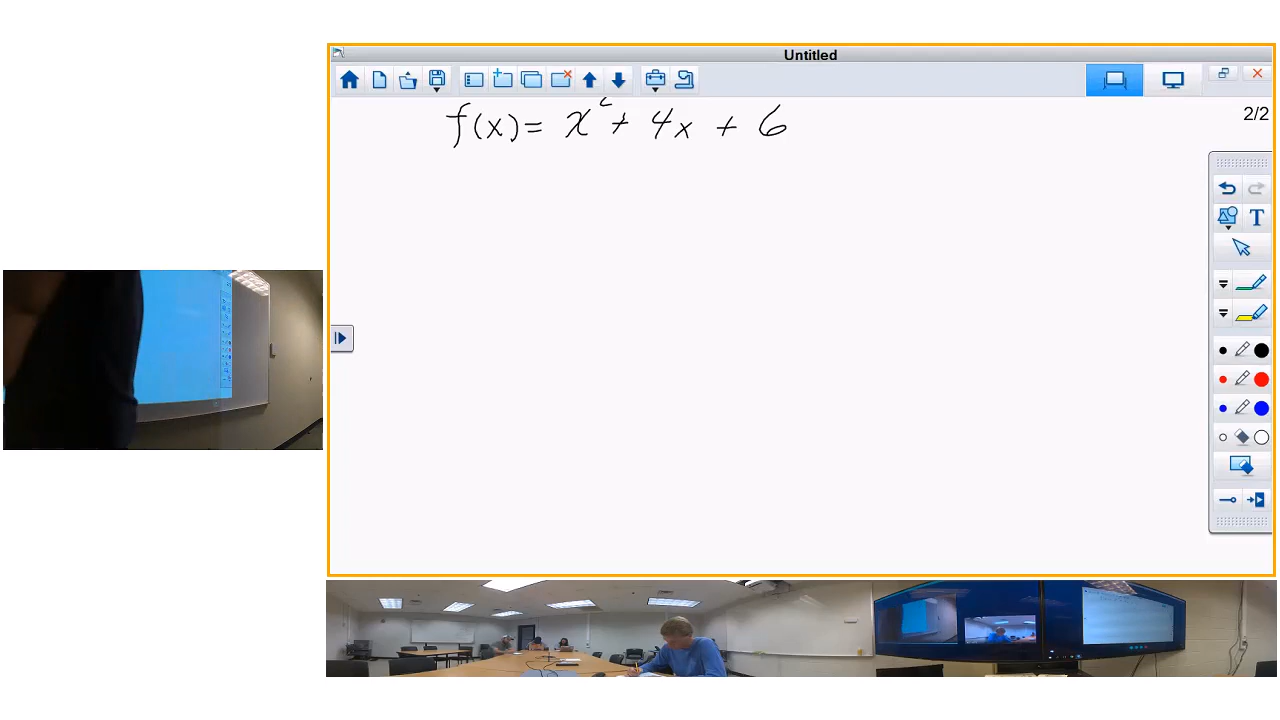 Untitled
f(x) = x² + 4x + 6
2/2
T